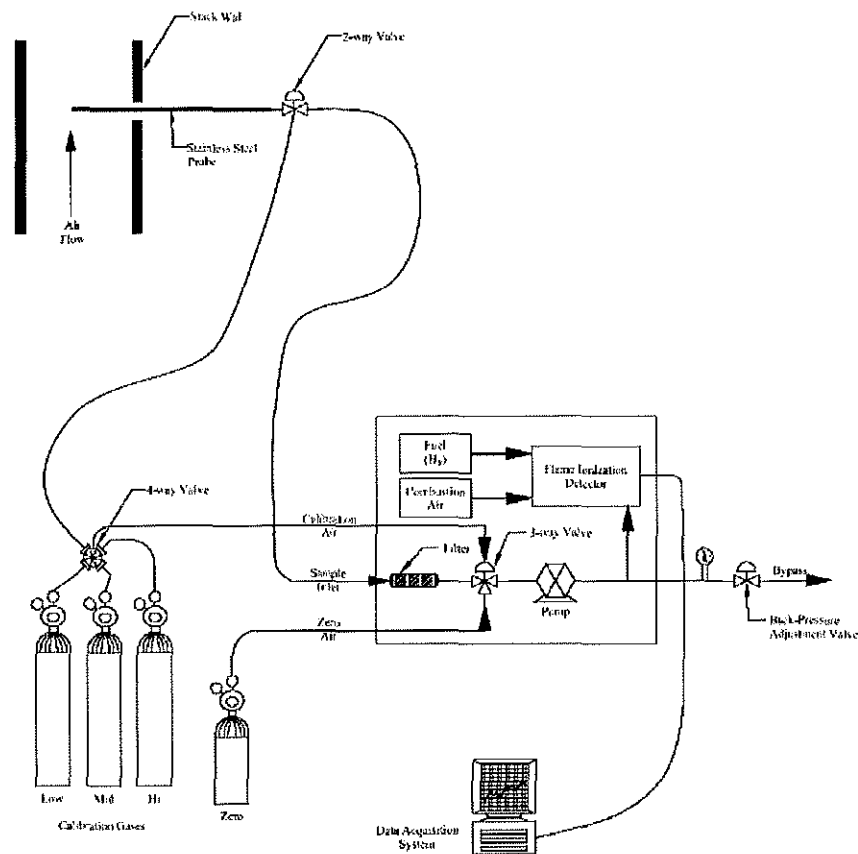 Stack Wall
2-way Valve
Stainless Steel
Probe
Air
Flow
4-way Valve
Fuel
(H₂)
Flame Ionization
Detector
Combustion
Air
Calibration
Air
3-way Valve
Filter
Sample
Inlet
Pump
Bypass
Back-Pressure
Adjustment Valve
Zero
Air
Low
Mid
Hi
Zero
Calibration Gases
Data Acquisition
System